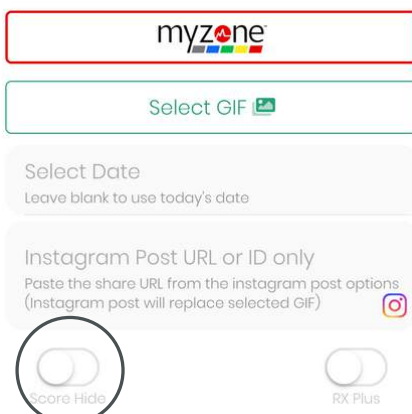 myzone
Select GIF
Select Date
Leave blank to use today's date
Instagram Post URL or ID only
Paste the share URL from the instagram post options
(Instagram post will replace selected GIF)
Score Hide
RX Plus